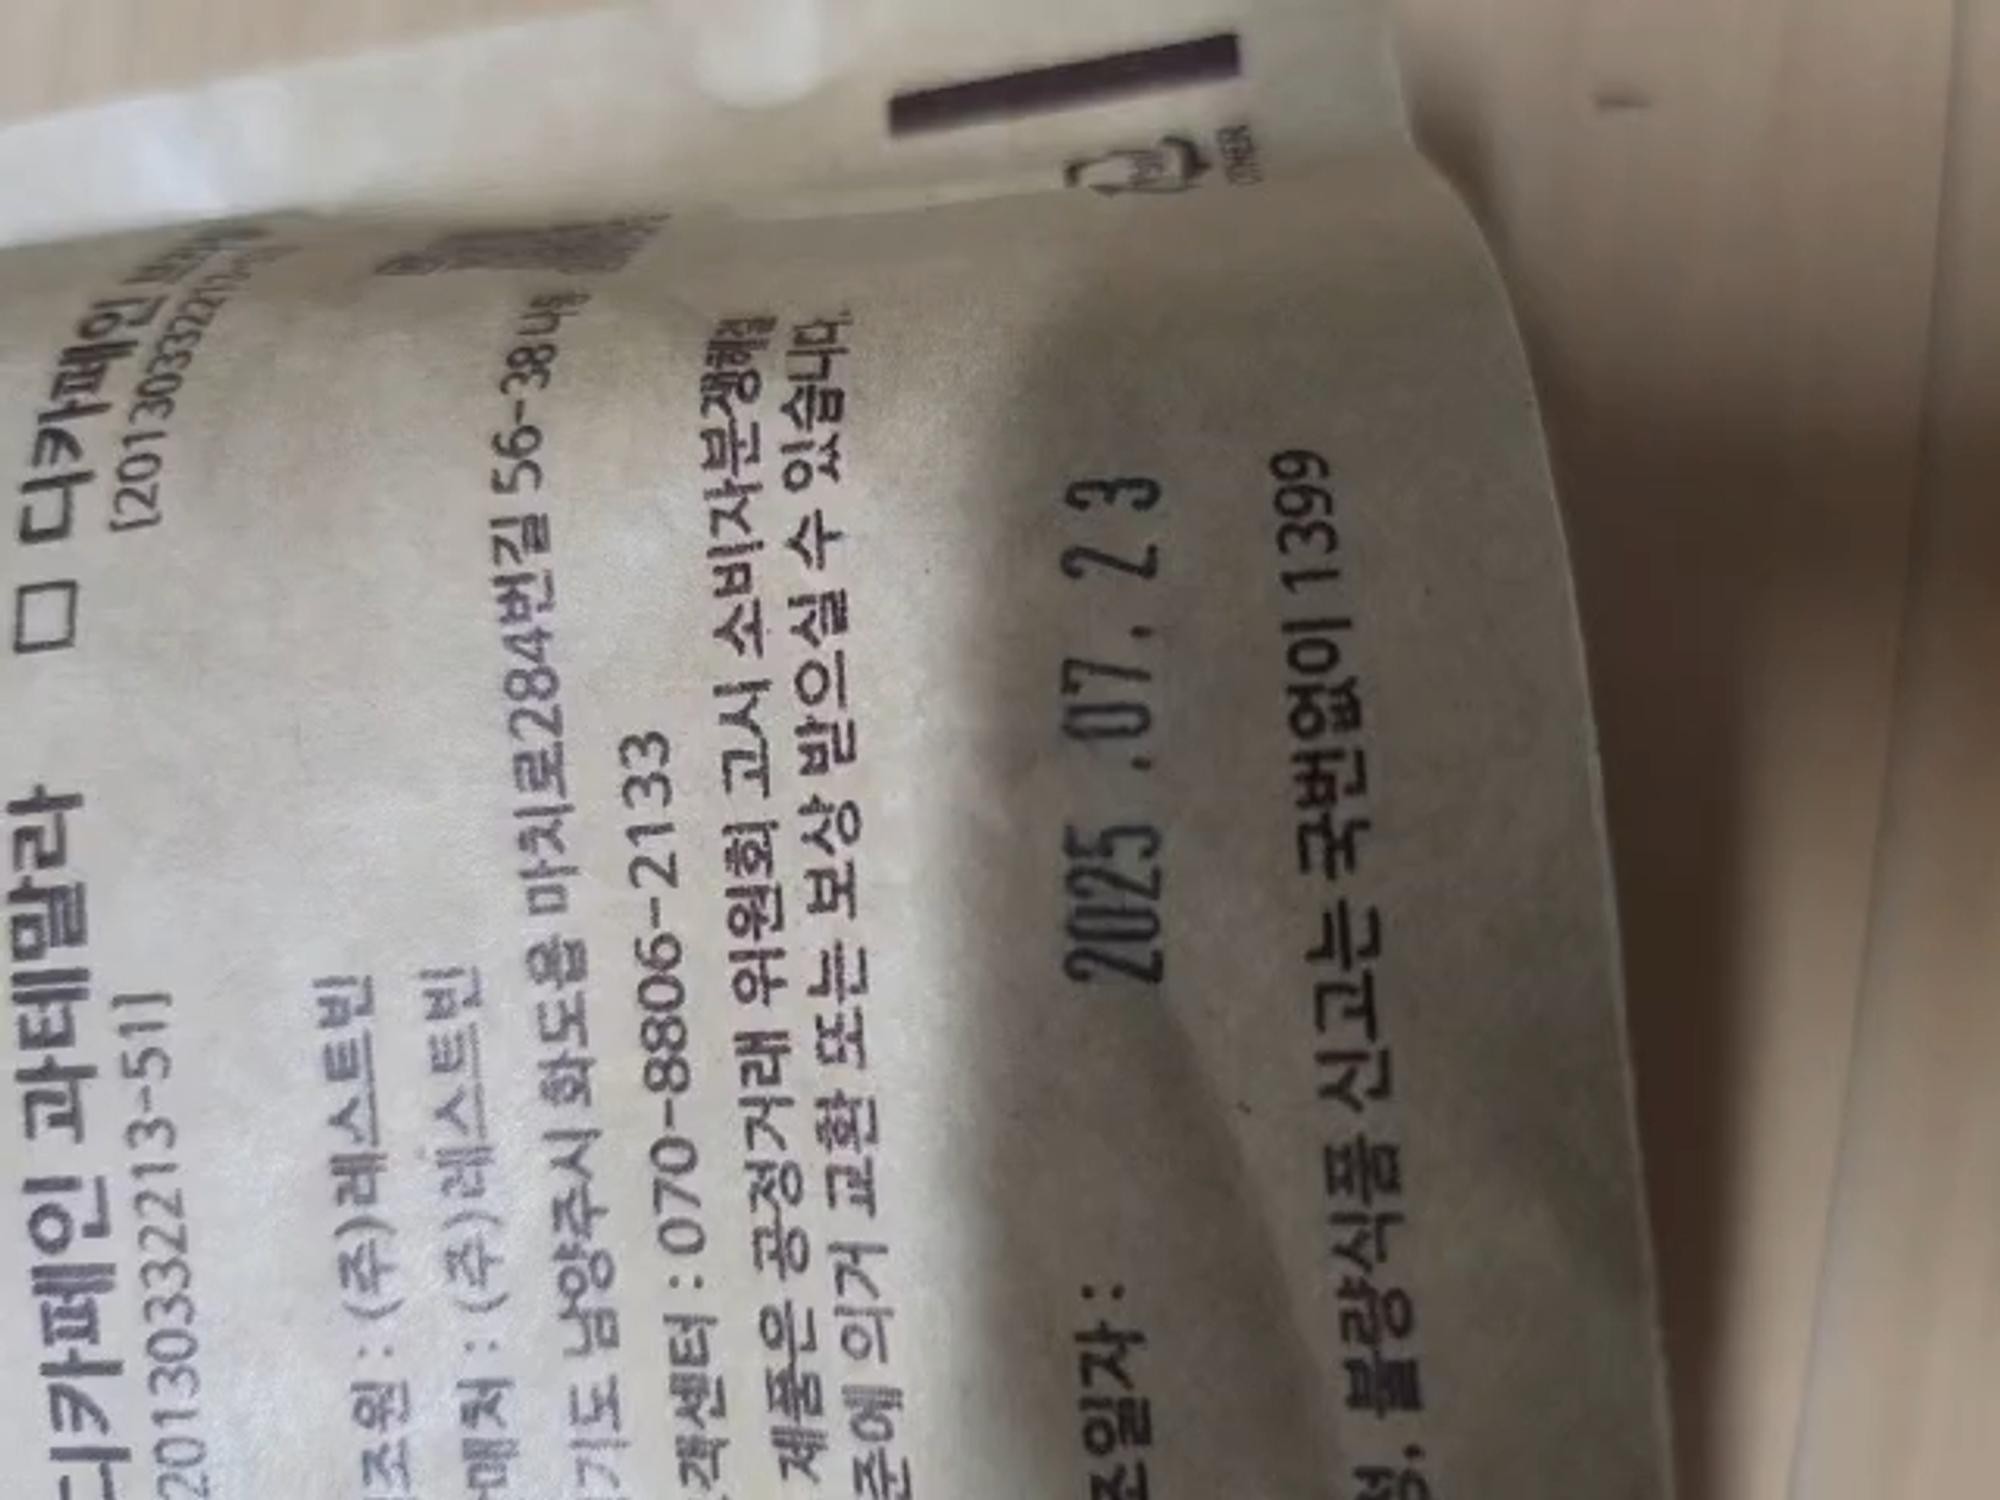 디카페인 과테말라 □ 디카페인
20130332213-51] [2013033221
조원 : (주)레스트빈
매처 : (주)레스트빈
기도 남양주시 화도읍 마치로284번길 56-38 나동
객센터 : 070-8806-2133
제품은 공정거래 위원회 고시 소비자분쟁해결
준에 의거 교환 또는 보상 받으실 수 있습니다.
조일자 : 2025.07.23
불량식품 신고는 국번없이 1399
OTHER